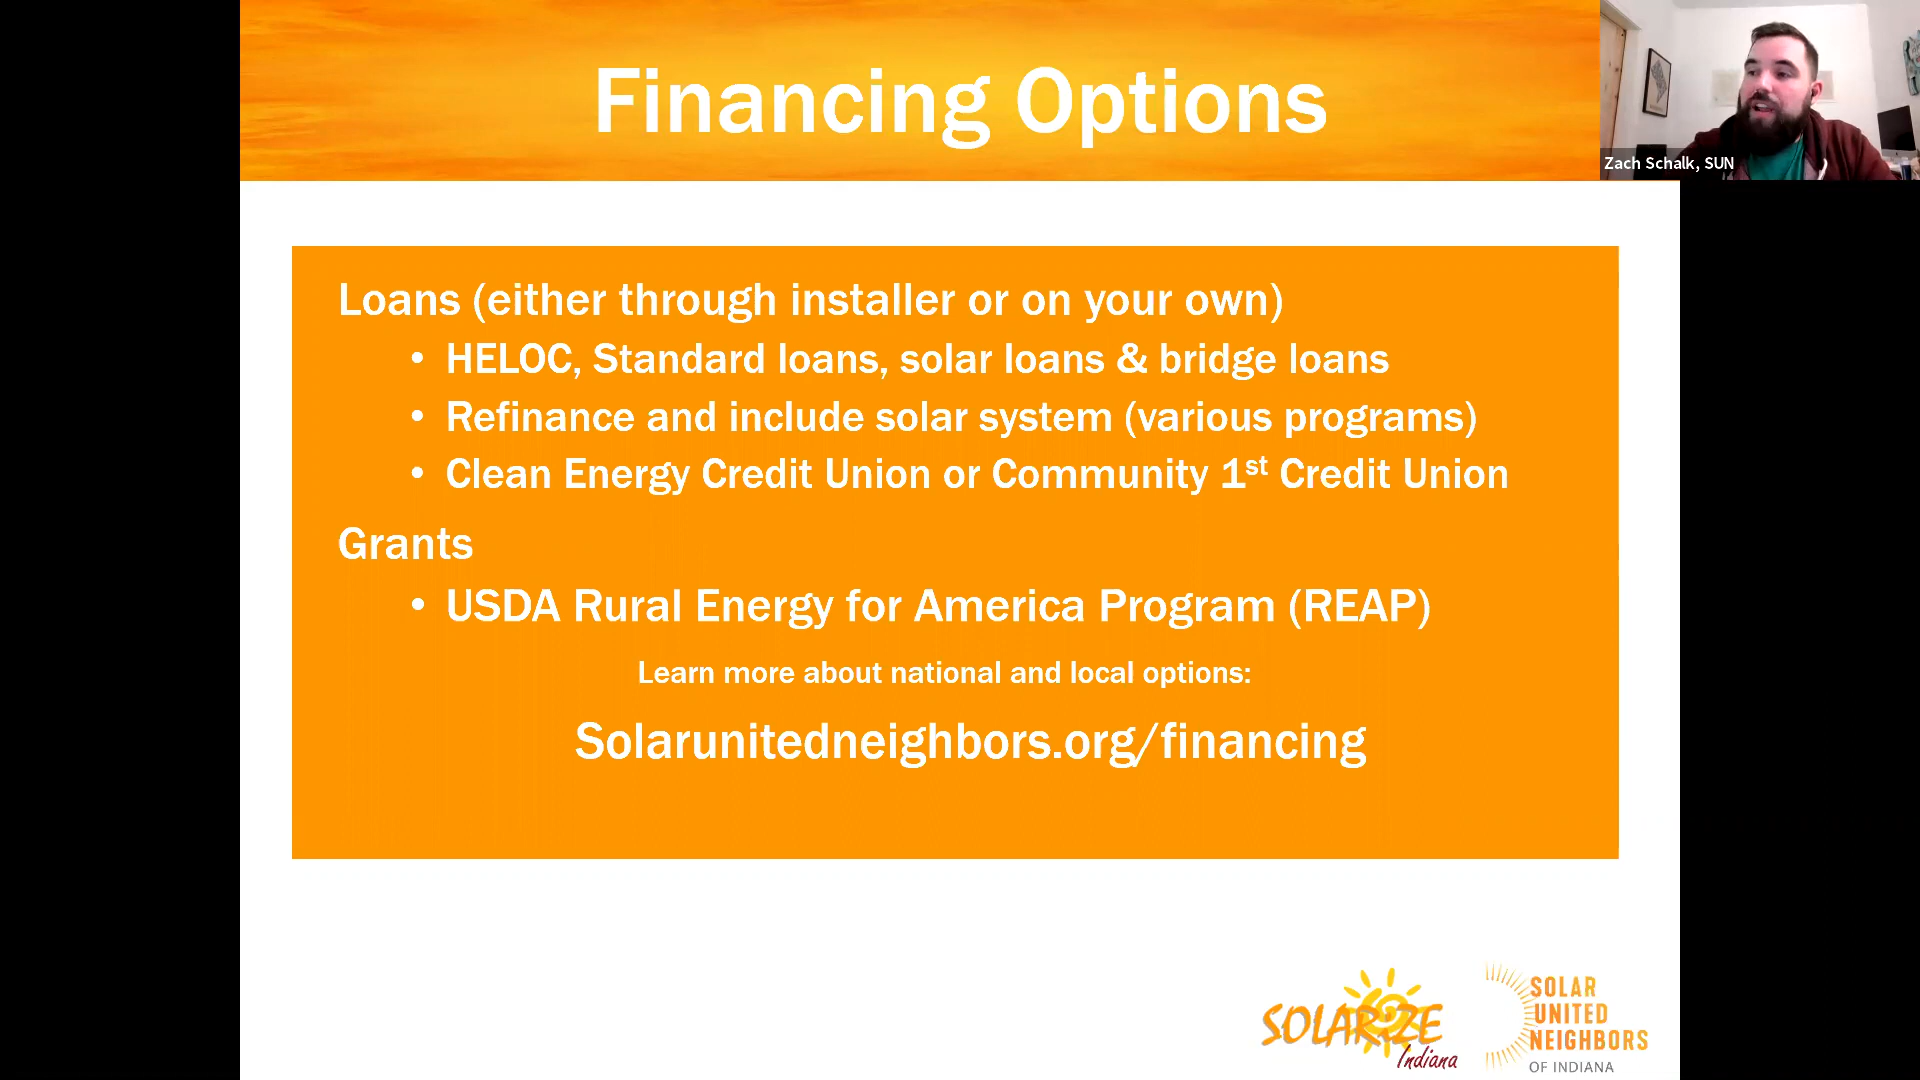 Financing Options
Zach Schalk, SUN
Loans (either through installer or on your own)
• HELOC, Standard loans, solar loans & bridge loans
• Refinance and include solar system (various programs)
• Clean Energy Credit Union or Community 1st Credit Union
Grants
• USDA Rural Energy for America Program (REAP)
Learn more about national and local options:
Solarunitedneighbors.org/financing
SOLARIZE
Indiana
SOLAR
UNITED
NEIGHBORS
OF INDIANA